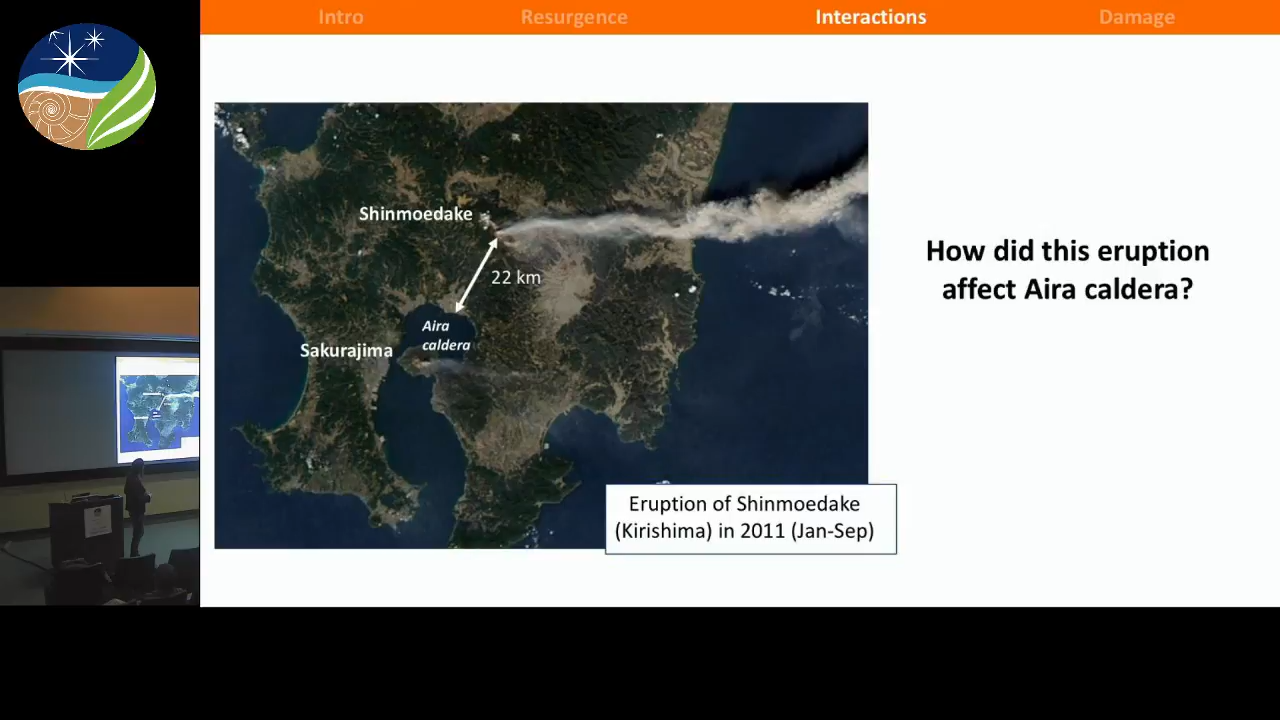 Intro Resurgence Interactions Damage
Shinmoedake
22 km
Aira
caldera
Sakurajima
How did this eruption
affect Aira caldera?
Eruption of Shinmoedake
(Kirishima) in 2011 (Jan-Sep)